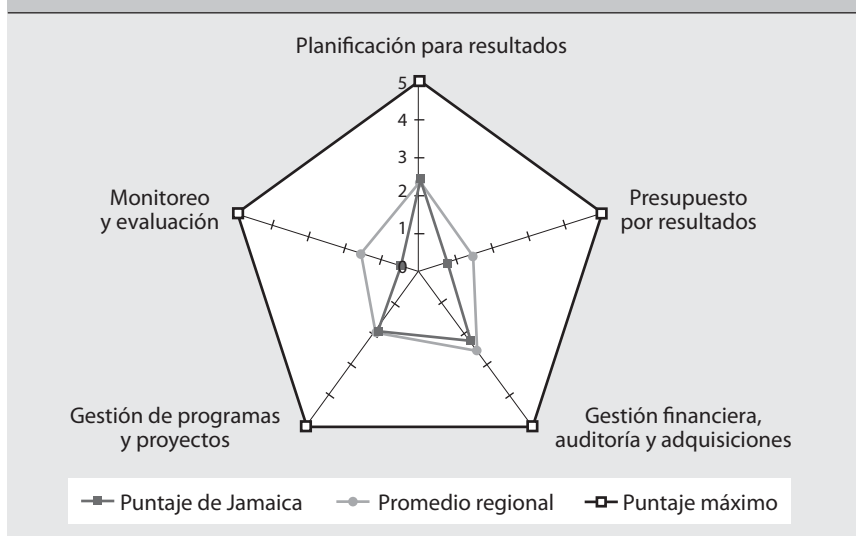 Planificación para resultados
5
4
3
2
1
0
Monitoreo
y evaluación
Presupuesto
por resultados
Gestión de programas
y proyectos
Gestión financiera,
auditoría y adquisiciones
Puntaje de Jamaica
Promedio regional
Puntaje máximo